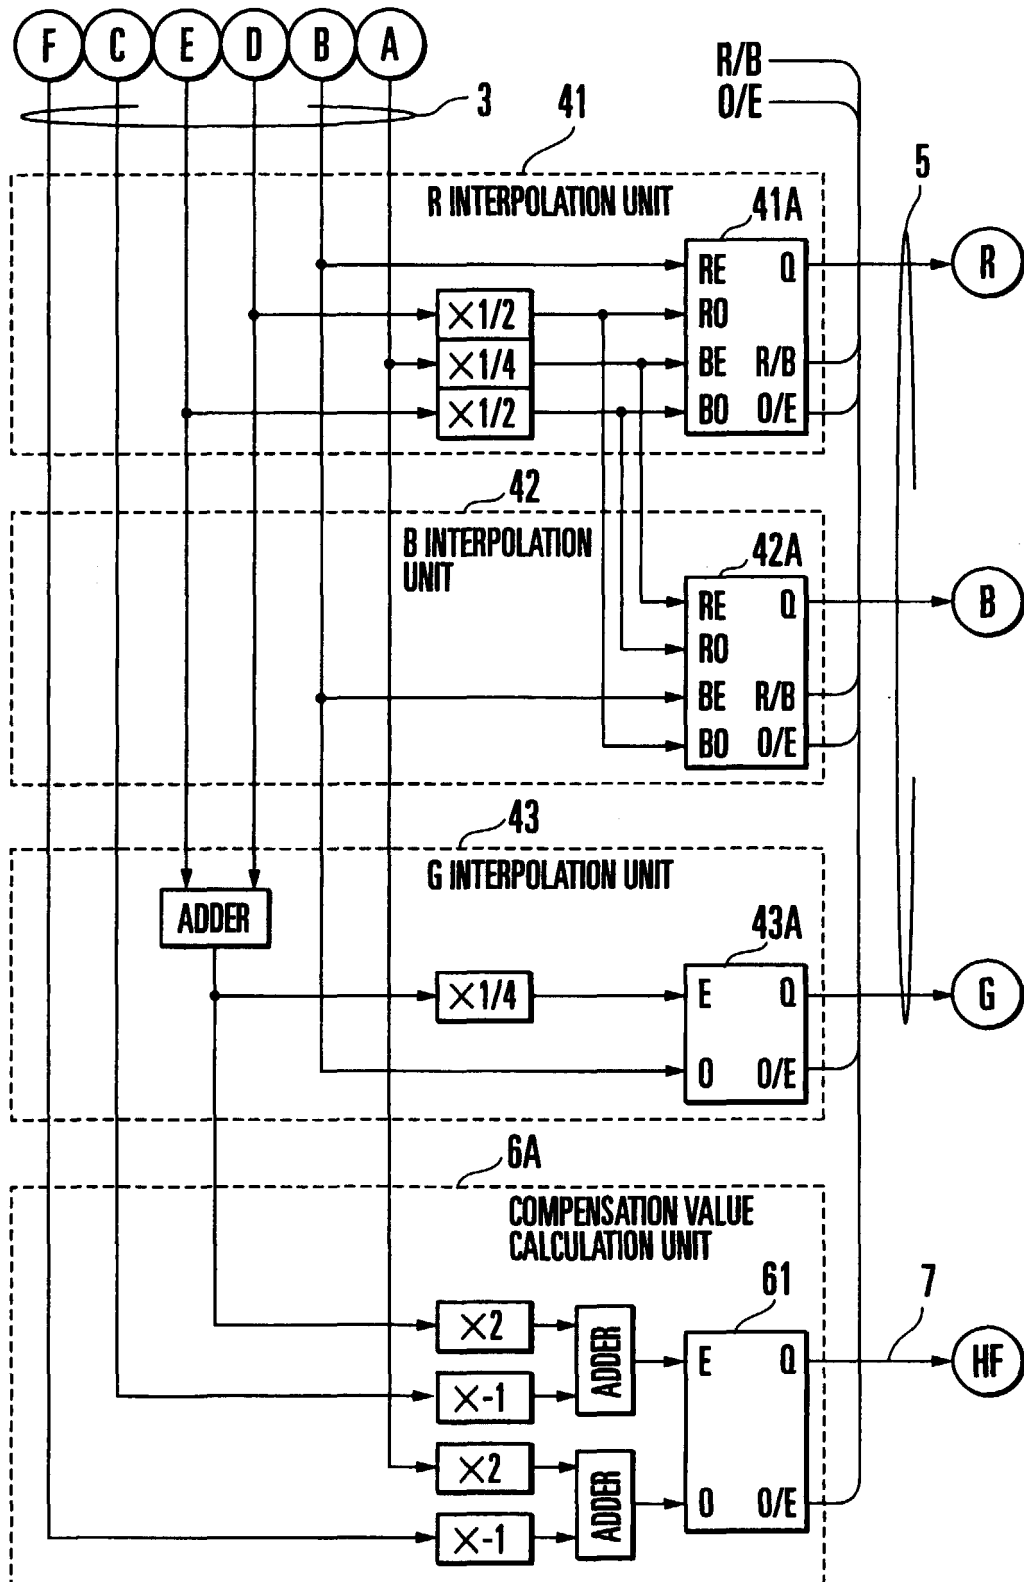 F C E D B A
R/B
O/E
3
41
5
R INTERPOLATION UNIT
41A
RE Q
R
×1/2
RO
×1/4
BE R/B
×1/2
BO O/E
42
B INTERPOLATION
UNIT
42A
RE Q
B
RO
BE R/B
BO O/E
43
G INTERPOLATION UNIT
ADDER
43A
×1/4
E Q
G
O O/E
6A
COMPENSATION VALUE
CALCULATION UNIT
61
7
×2
ADDER
E Q
HF
×-1
×2
ADDER
O O/E
×-1